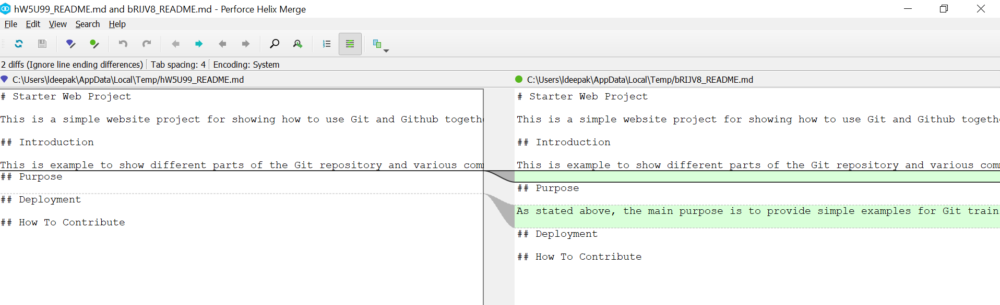 hW5U99_README.md and bRIJV8_README.md - Perforce Helix Merge
File Edit View Search Help
2 diffs (Ignore line ending differences) Tab spacing: 4 Encoding: System
C:\Users\ldeepak\AppData\Local\Temp/hW5U99_README.md
# Starter Web Project
This is a simple website project for showing how to use Git and Github togeth
## Introduction
This is example to show different parts of the Git repository and various com
## Purpose
## Deployment
## How To Contribute
C:\Users\ldeepak\AppData\Local\Temp/bRIJV8_README.md
# Starter Web Project
This is a simple website project for showing how to use Git and Github togeth
## Introduction
This is example to show different parts of the Git repository and various com
## Purpose
As stated above, the main purpose is to provide simple examples for Git train
## Deployment
## How To Contribute